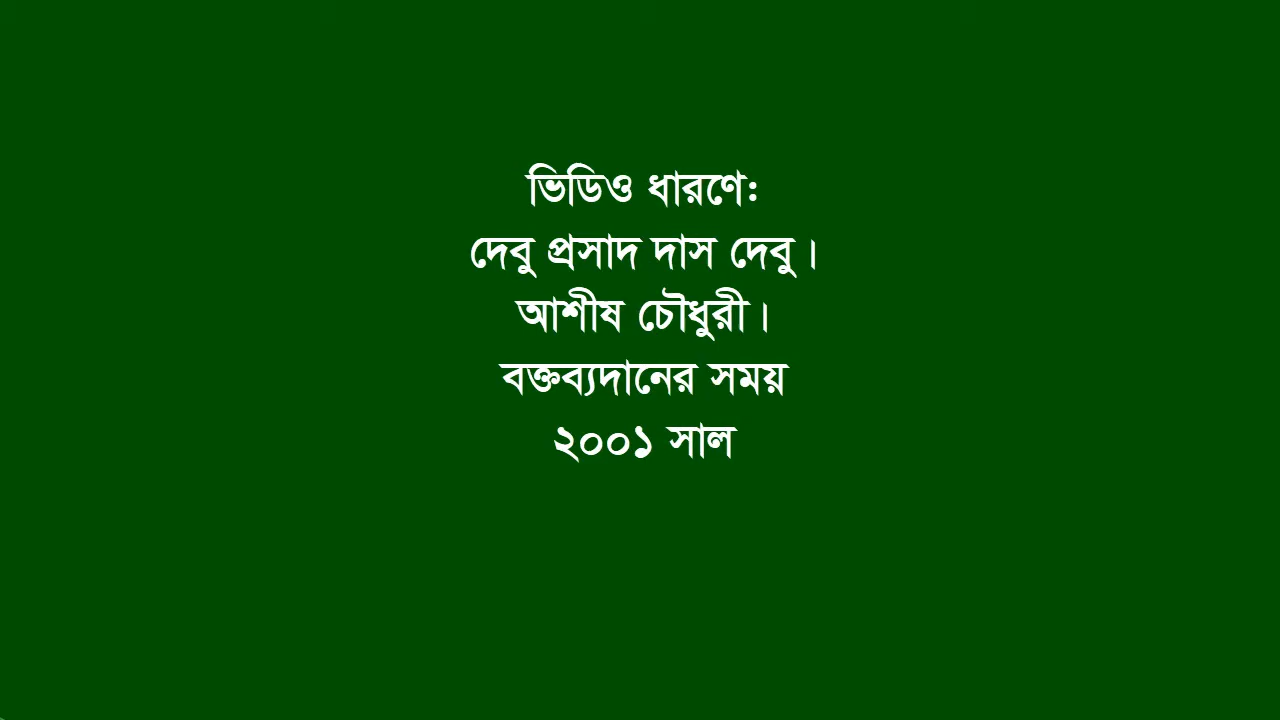 ভিডিও ধারণে:
দেবু প্রসাদ দাস দেবু।
আশীষ চৌধুরী।
বক্তব্যদানের সময়
২০০১ সাল